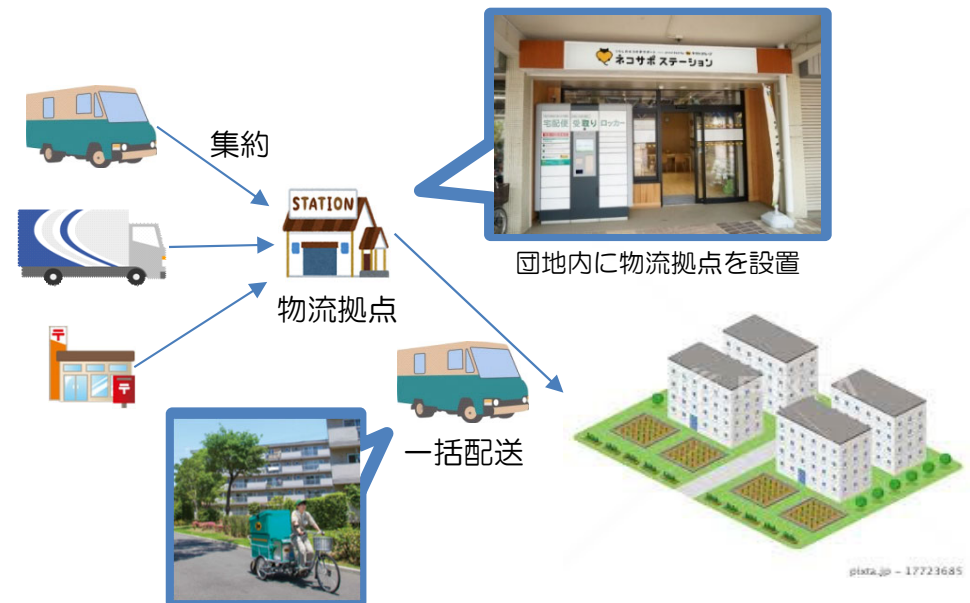 集約
STATION
物流拠点
ネコサポ ステーション
宅配便 受取り ロッカー
団地内に物流拠点を設置
〒
〒
一括配送
pixta.jp - 17723685